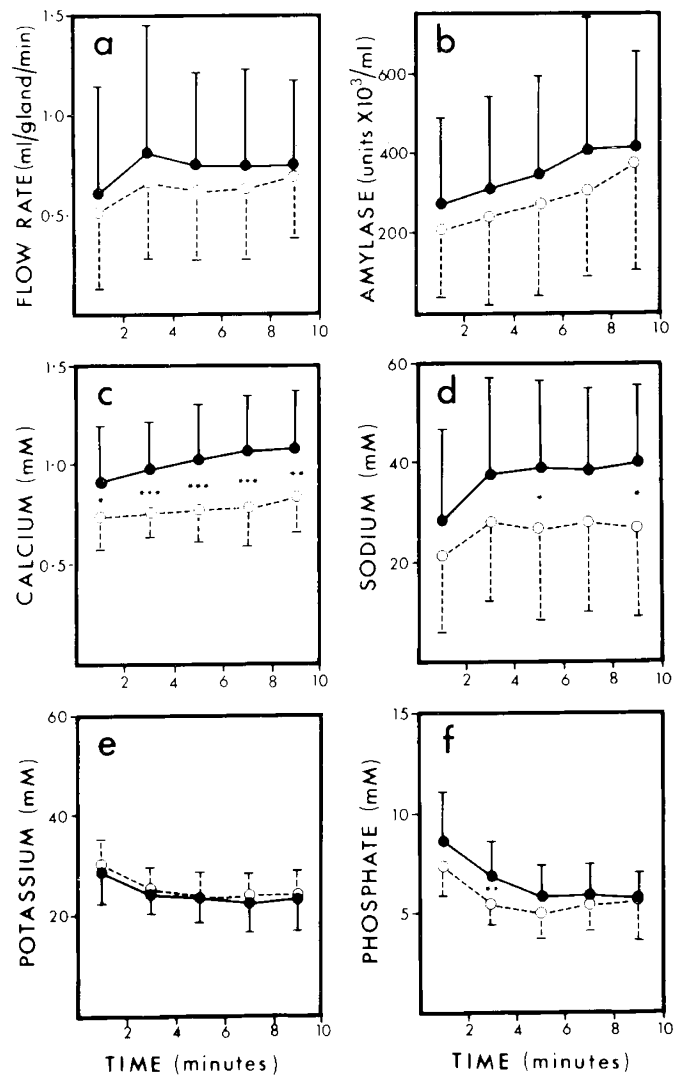 a
b
1·5
1·0
0·5
FLOW RATE (ml/gland/min)
2 4 6 8 10
600
400
200
AMYLASE (units X10³/ml)
2 4 6 8 10
c
d
1·5
1·0
0·5
CALCIUM (mM)
2 4 6 8 10
60
40
20
SODIUM (mM)
2 4 6 8 10
e
f
60
40
20
POTASSIUM (mM)
2 4 6 8 10
TIME (minutes)
15
10
5
PHOSPHATE (mM)
2 4 6 8 10
TIME (minutes)